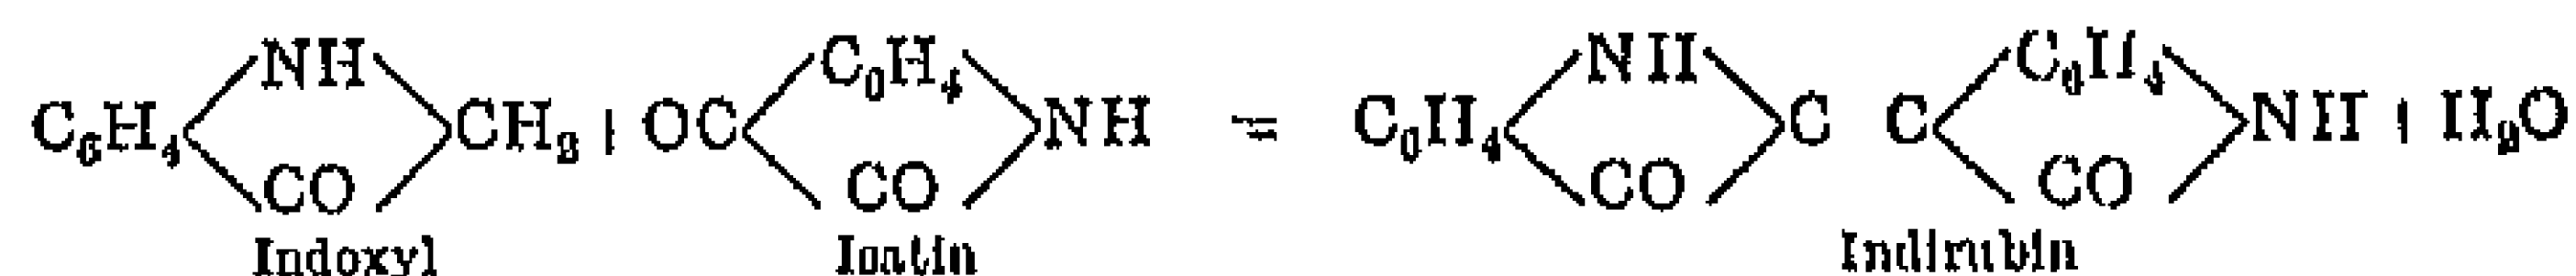 C₆H₄<NH CO>CH₂ + OC<C₆H₄ CO>NH = C₆H₄<NH CO>C C<C₆H₄ CO>NH + H₂O
Indoxyl Isatin Indirubin